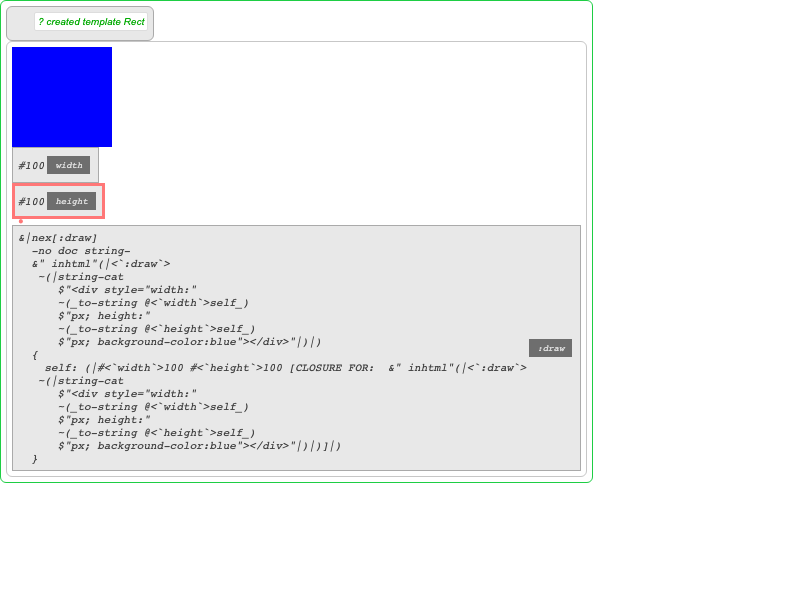 ? created template Rect
#100 width
#100 height
&|nex[:draw]
-no doc string-
&" inhtml"(|<`:draw`>
~(|string-cat
$"<div style="width:"
~(_to-string @<`width`>self_)
$"px; height:"
~(_to-string @<`height`>self_)
$"px; background-color:blue"></div>"|)|)
:draw
{
self: (|#<`width`>100 #<`height`>100 [CLOSURE FOR:  &" inhtml"(|<`:draw`>
~(|string-cat
$"<div style="width:"
~(_to-string @<`width`>self_)
$"px; height:"
~(_to-string @<`height`>self_)
$"px; background-color:blue"></div>"|)|)]|)
}